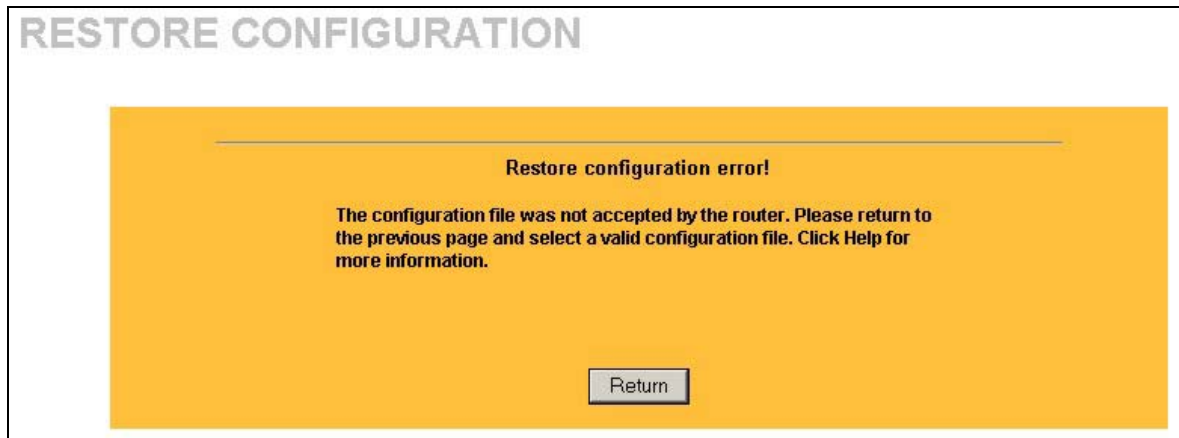 RESTORE CONFIGURATION
Restore configuration error!
The configuration file was not accepted by the router. Please return to
the previous page and select a valid configuration file. Click Help for
more information.
Return